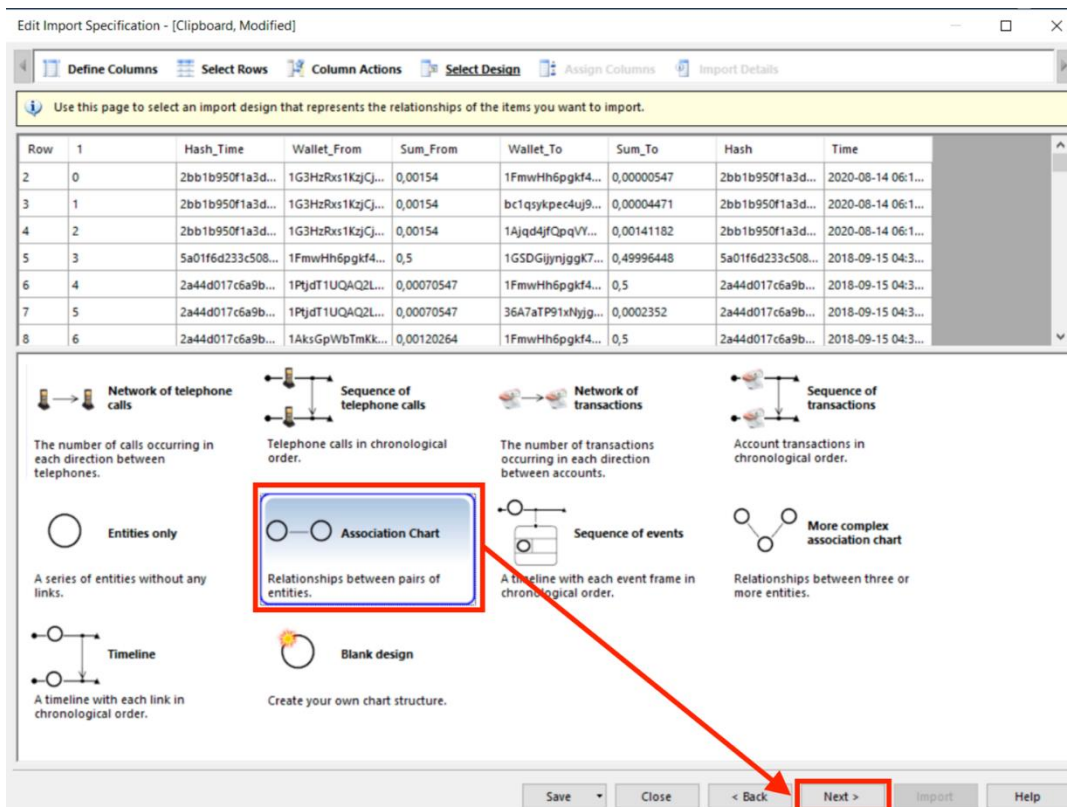 Edit Import Specification - [Clipboard, Modified]
Define Columns Select Rows Column Actions Select Design Assign Columns Import Details
Use this page to select an import design that represents the relationships of the items you want to import.
Row 1 Hash_Time Wallet_From Sum_From Wallet_To Sum_To Hash Time
2 0 2bb1b950f1a3d... 1G3HzRxs1KzjCj... 0,00154 1FmwHh6pgkf4... 0,00000547 2bb1b950f1a3d... 2020-08-14 06:1...
3 1 2bb1b950f1a3d... 1G3HzRxs1KzjCj... 0,00154 bc1qsykpec4uj9... 0,00004471 2bb1b950f1a3d... 2020-08-14 06:1...
4 2 2bb1b950f1a3d... 1G3HzRxs1KzjCj... 0,00154 1Ajqd4jfQpqVY... 0,00141182 2bb1b950f1a3d... 2020-08-14 06:1...
5 3 5a01f6d233c508... 1FmwHh6pgkf4... 0,5 1GSDGijynjggK7... 0,49996448 5a01f6d233c508... 2018-09-15 04:3...
6 4 2a44d017c6a9b... 1PtjdT1UQAQ2L... 0,00070547 1FmwHh6pgkf4... 0,5 2a44d017c6a9b... 2018-09-15 04:3...
7 5 2a44d017c6a9b... 1PtjdT1UQAQ2L... 0,00070547 36A7aTP91xNyjg... 0,0002352 2a44d017c6a9b... 2018-09-15 04:3...
8 6 2a44d017c6a9b... 1AksGpWbTmKk... 0,00120264 1FmwHh6pgkf4... 0,5 2a44d017c6a9b... 2018-09-15 04:3...
Network of telephone
calls
The number of calls occurring in
each direction between
telephones.
Sequence of
telephone calls
Telephone calls in chronological
order.
Network of
transactions
The number of transactions
occurring in each direction
between accounts.
Sequence of
transactions
Account transactions in
chronological order.
Entities only
A series of entities without any
links.
Association Chart
Relationships between pairs of
entities.
Sequence of events
A timeline with each event frame in
chronological order.
More complex
association chart
Relationships between three or
more entities.
Timeline
A timeline with each link in
chronological order.
Blank design
Create your own chart structure.
Save Close < Back Next > Import Help